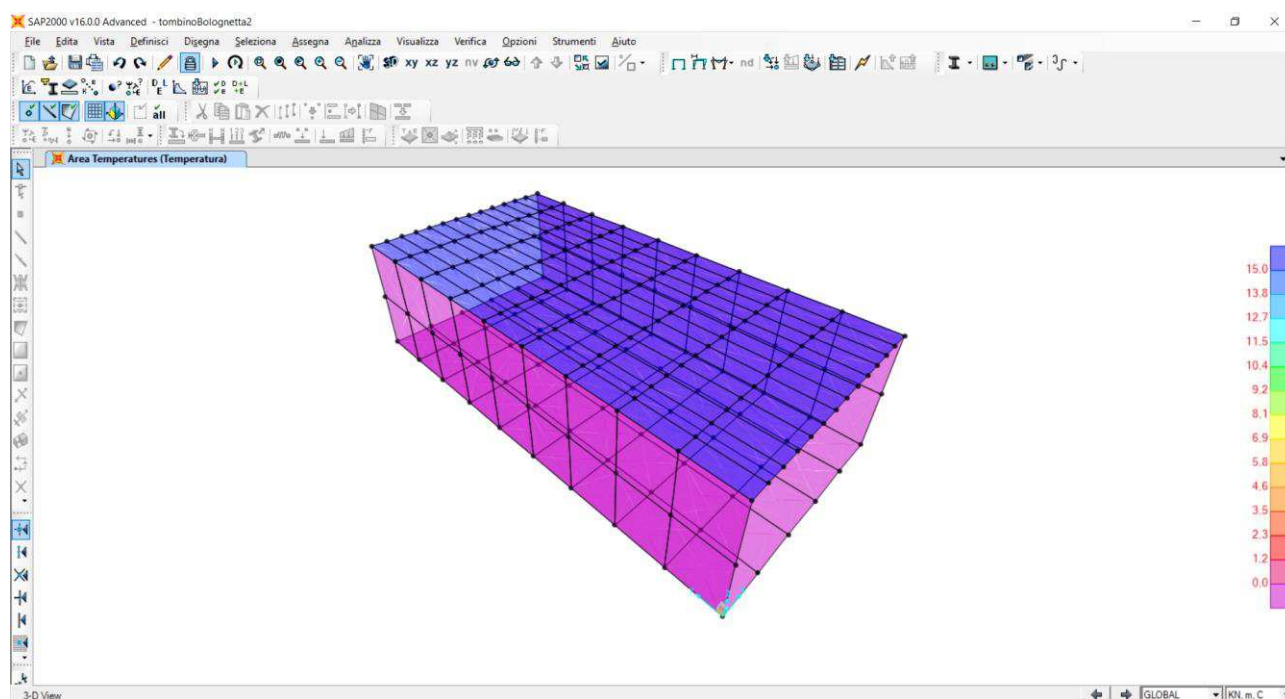 SAP2000 v16.0.0 Advanced - tombinoBolognetta2
File Edita Vista Definisci Disegna Seleziona Assegna Analizza Visualizza Verifica Opzioni Strumenti Aiuto
3D xy xz yz nv nd
all
Area Temperatures (Temperatura)
15.0
13.8
12.7
11.5
10.4
9.2
8.1
6.9
5.8
4.6
3.5
2.3
1.2
0.0
3-D View GLOBAL KN, m, C